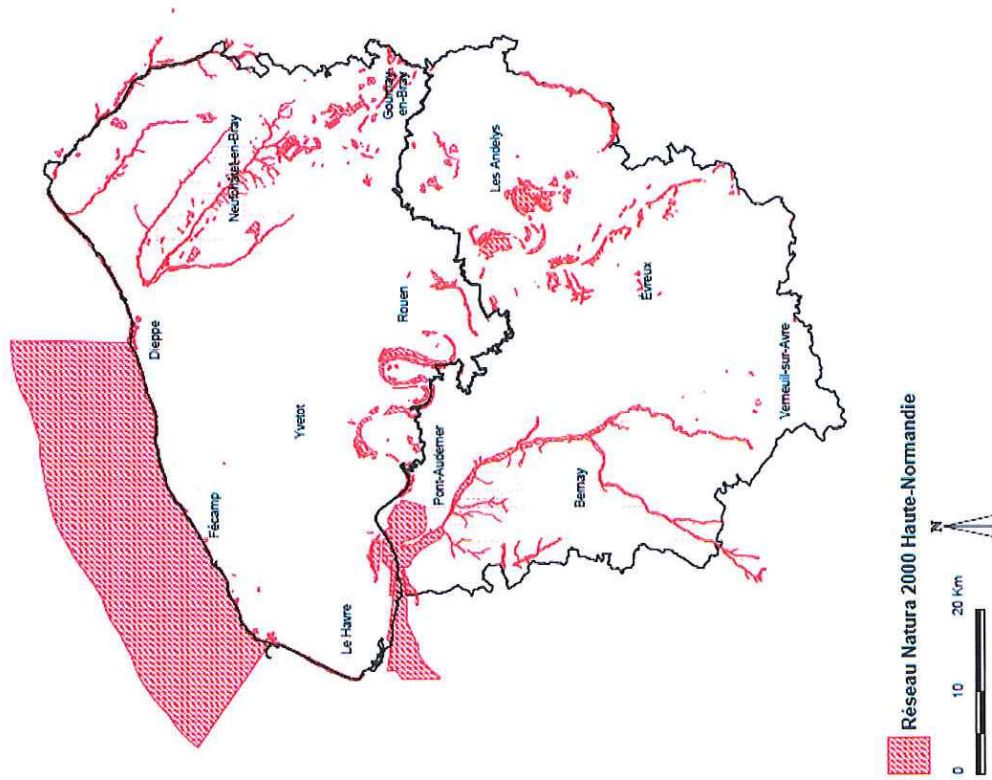 Dieppe
Neufchâtel-en-Bray
Fécamp
Yvetot
Gournay
en-Bray
Le Havre
Rouen
Pont-Audemer
Les Andelys
Bernay
Évreux
Verneuil-sur-Avre
Réseau Natura 2000 Haute-Normandie
N
0
10
20 Km